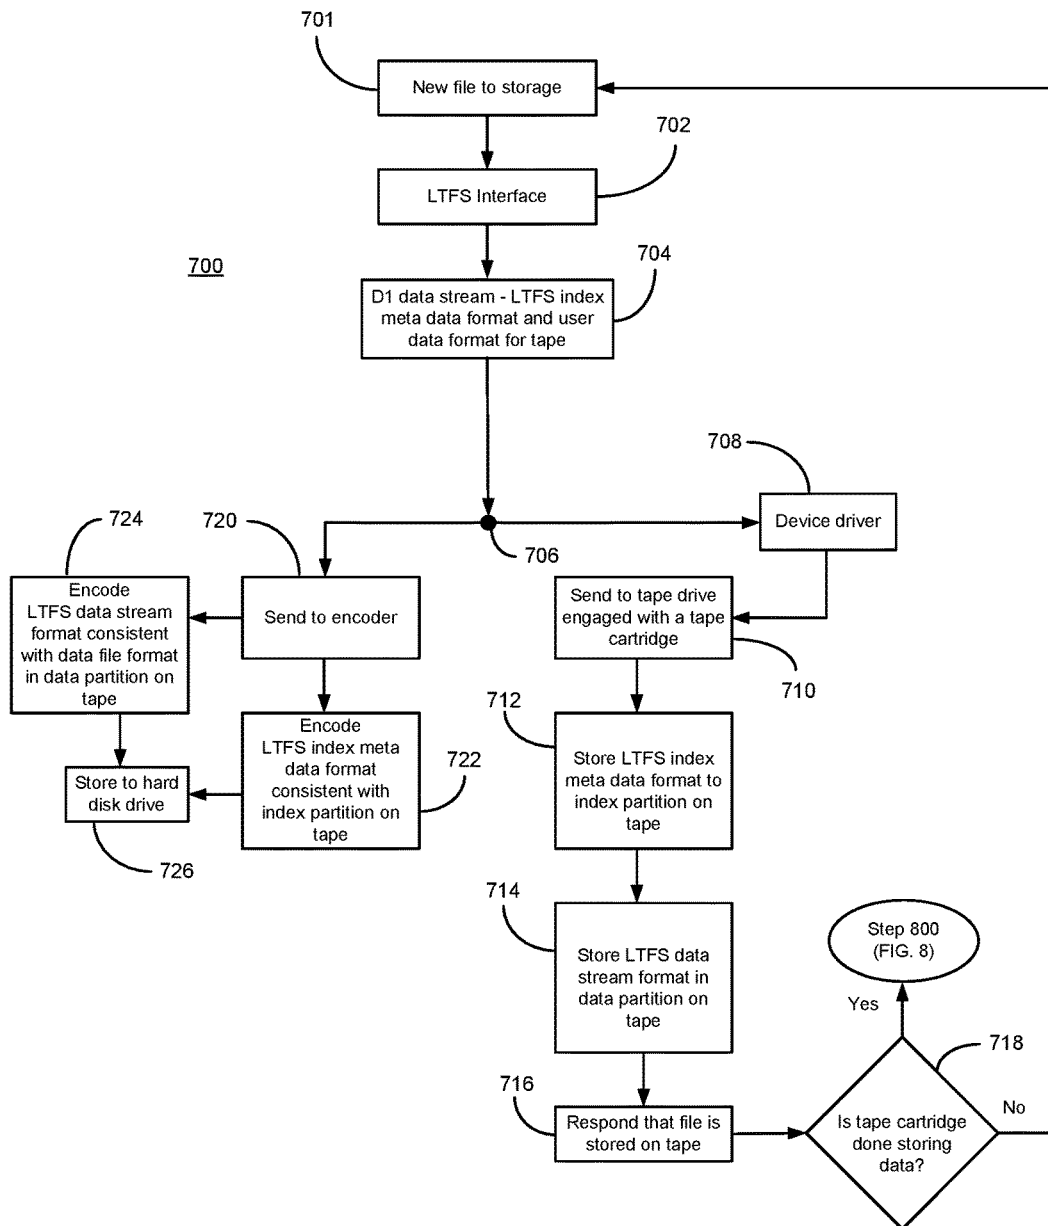 701
New file to storage
702
LTFS Interface
700
704
D1 data stream - LTFS index
meta data format and user
data format for tape
708
Device driver
724
720
706
Encode
LTFS data stream
format consistent
with data file format
in data partition on
tape
Send to encoder
Send to tape drive
engaged with a tape
cartridge
710
712
Encode
LTFS index meta
data format
consistent with
index partition on
tape
722
Store LTFS index
meta data format to
index partition on
tape
Store to hard
disk drive
726
714
Store LTFS data
stream format in
data partition on
tape
Step 800
(FIG. 8)
Yes
718
716
Respond that file is
stored on tape
Is tape cartridge
done storing
data?
No